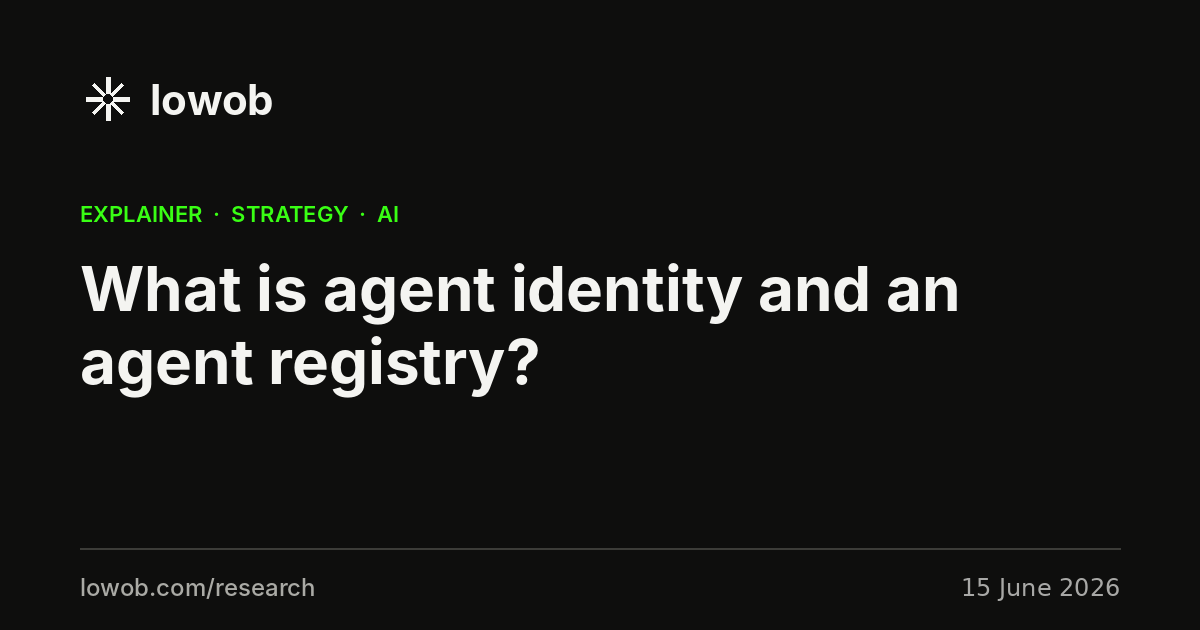 lowob
EXPLAINER · STRATEGY · AI
What is agent identity and an
agent registry?
lowob.com/research
15 June 2026